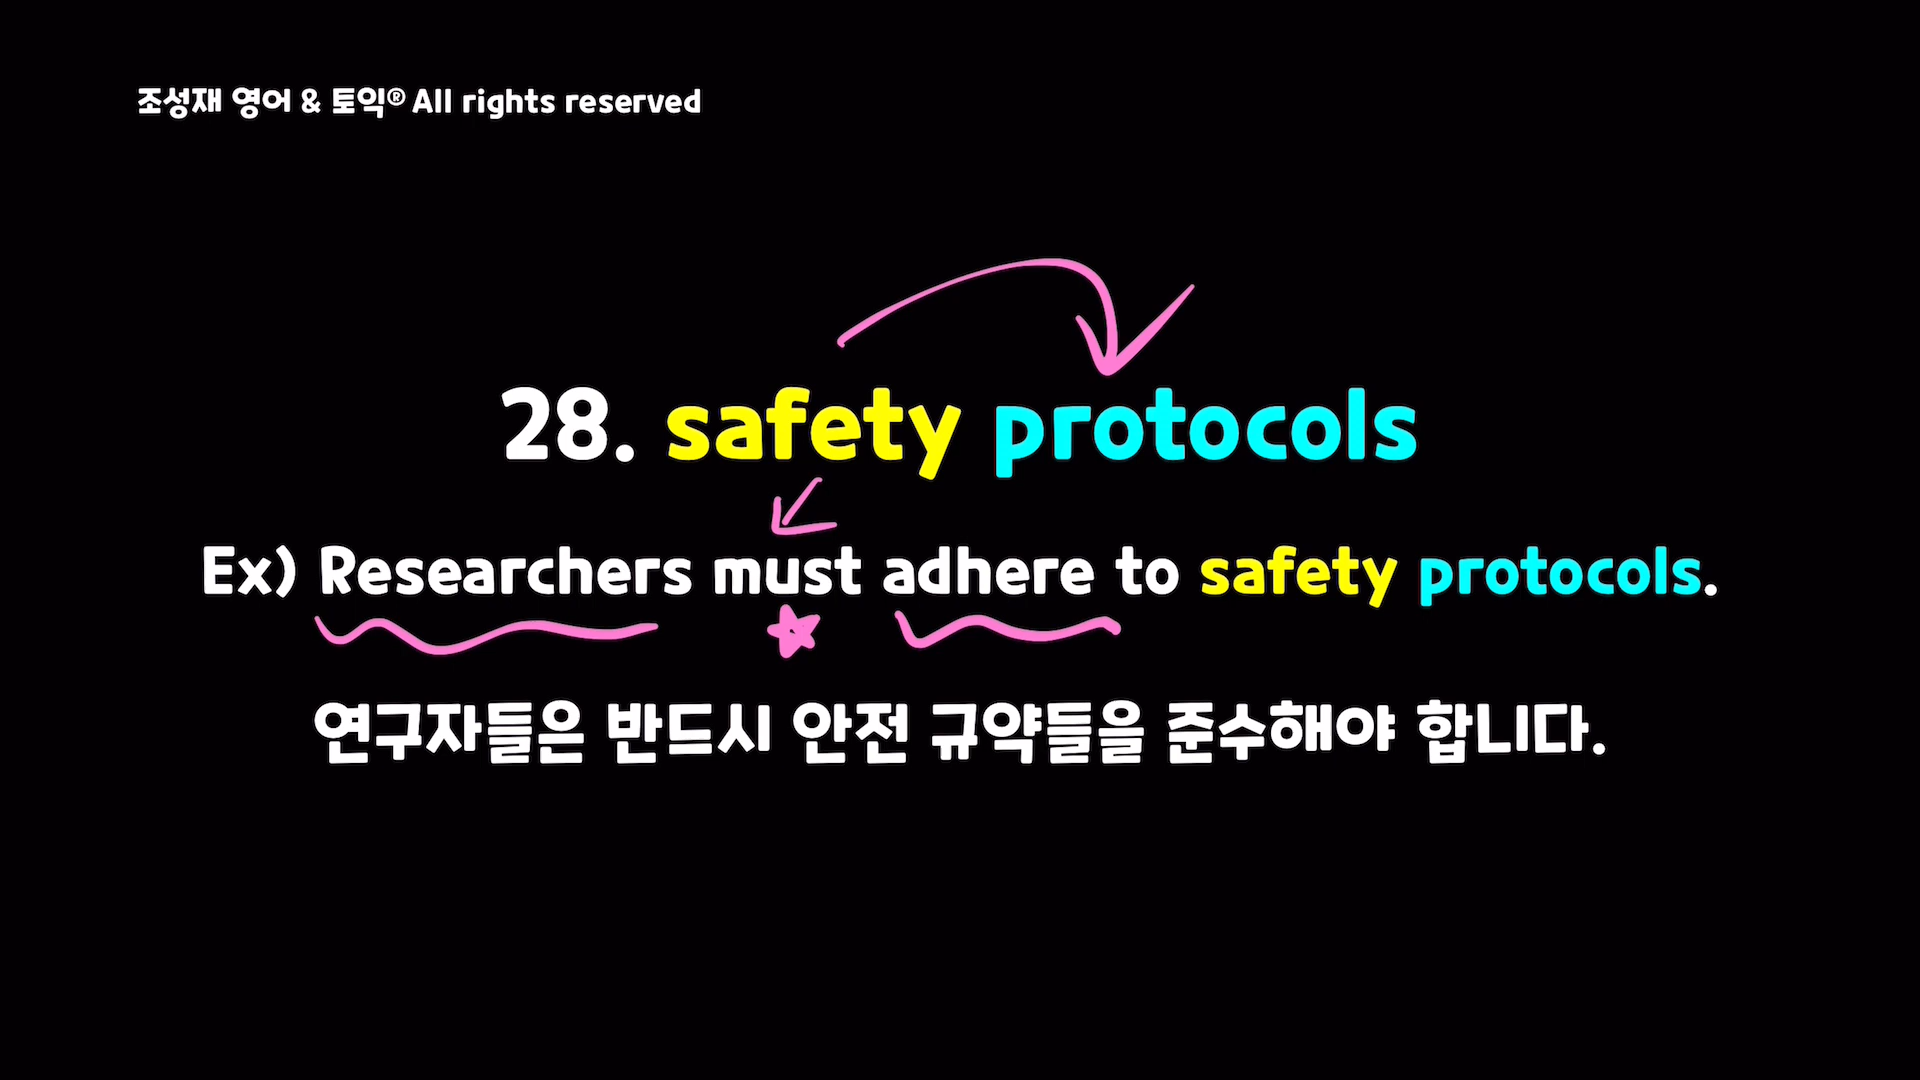 조성재 영어 & 토익® All rights reserved
28. safety protocols
Ex) Researchers must adhere to safety protocols.
연구자들은 반드시 안전 규약들을 준수해야 합니다.